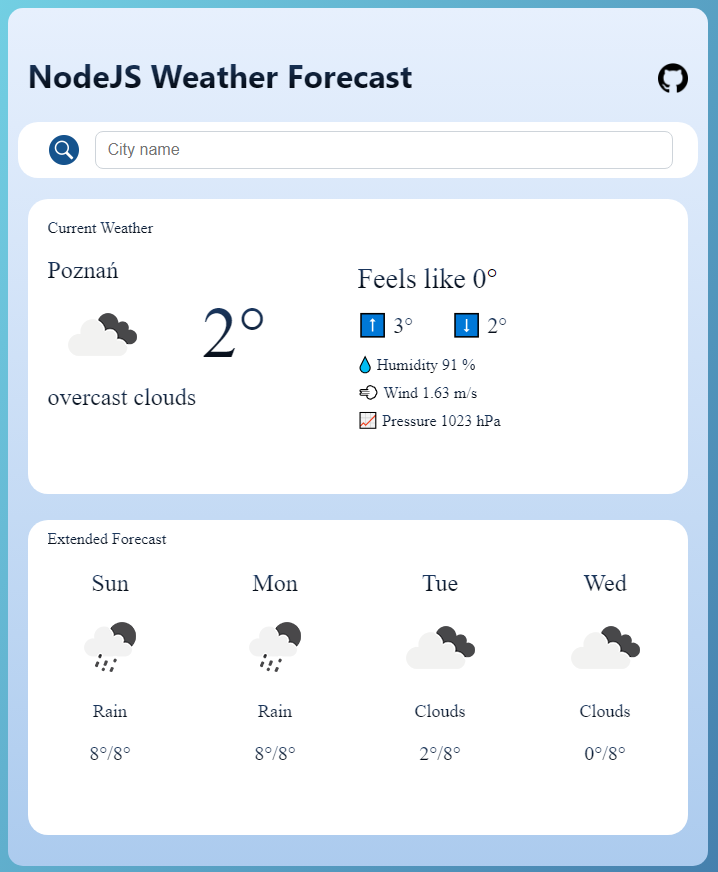 NodeJS Weather Forecast
City name
Current Weather
Poznań
2°
overcast clouds
Feels like 0°
↑ 3° ↓ 2°
Humidity 91 %
Wind 1.63 m/s
Pressure 1023 hPa
Extended Forecast
Sun Mon Tue Wed
Rain Rain Clouds Clouds
8°/8° 8°/8° 2°/8° 0°/8°